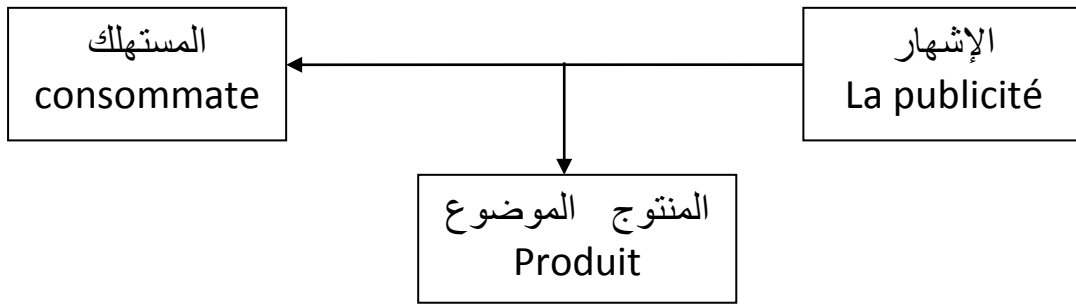 الإشهار
La publicité
المستهلك
consommate
المنتوج الموضوع
Produit